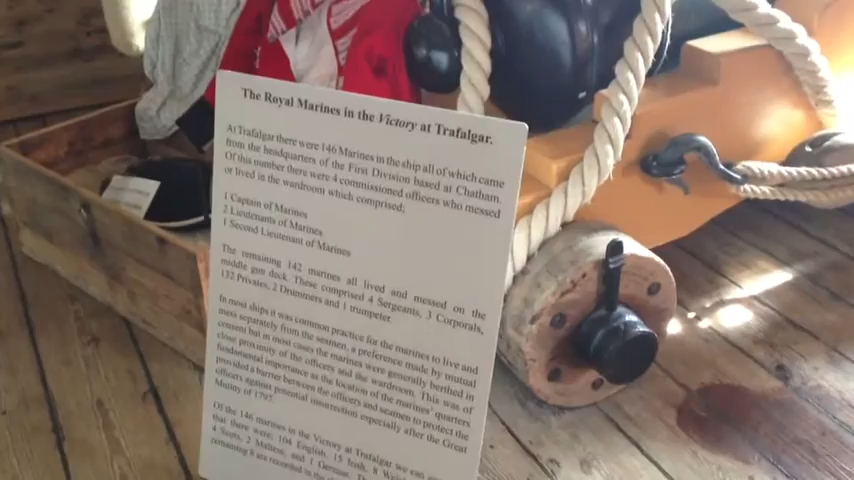 The Royal Marines in the Victory at Trafalgar.
At Trafalgar there were 146 Marines in the ship all of which came
from the headquarters of the First Division based at Chatham.
Of this number there were 4 commissioned officers who messed
or lived in the wardroom which comprised;
1 Captain of Marines
2 Lieutenants of Marines
1 Second Lieutenant of Marines
The remaining 142 marines all lived and messed on the
middle gun deck. These comprised 4 Sergeants, 3 Corporals,
132 Privates, 2 Drummers and 1 trumpeter.
In most ships it was common practice for the marines to live and
mess separately from the seamen, a preference made by mutual
consent but in most cases the marines were generally berthed in
close proximity of the officers and the wardroom. This was of
fundamental importance as the location of the marines' quarters
provided a barrier between the officers and seamen to protect the
officers against potential insurrection especially after the Great
Mutiny of 1797.
Of the 146 marines in the Victory at Trafalgar we can
that there were; 104 English, 15 Irish, 8
4 Scots, 2 Maltese, and 1 German.
remaining 8 are recorded in the